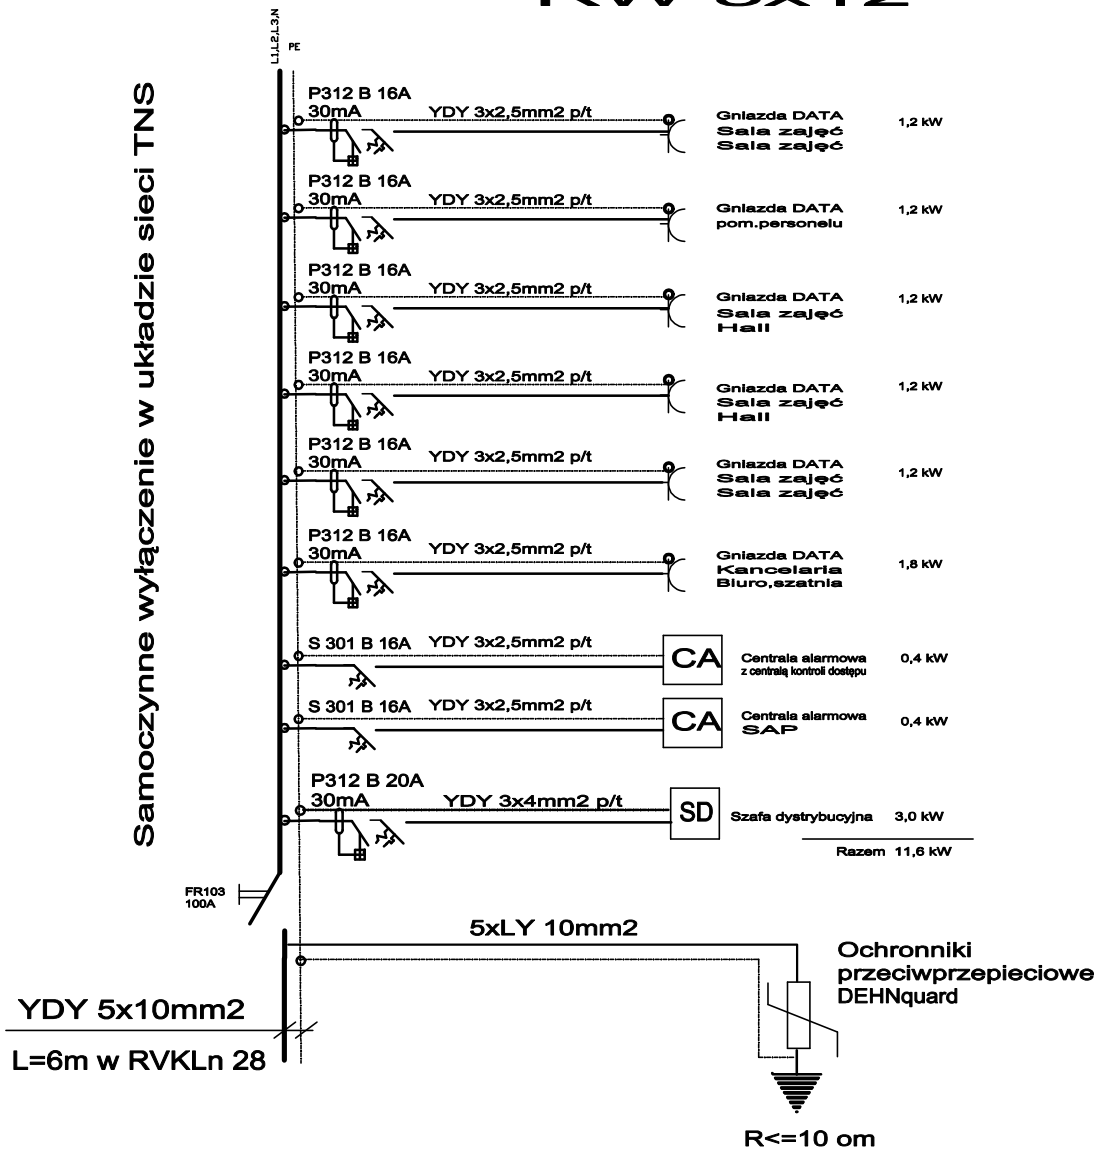 RW 3x12
L1,L2,L3,N
PE
Samoczynne wyłączenie w układzie sieci TNS
P312 B 16A
30mA
YDY 3x2,5mm2 p/t
Gniazda DATA
Sala zajęć
Sala zajęć
1,2 kW
P312 B 16A
30mA
YDY 3x2,5mm2 p/t
Gniazda DATA
pom.personelu
1,2 kW
P312 B 16A
30mA
YDY 3x2,5mm2 p/t
Gniazda DATA
Sala zajęć
Hall
1,2 kW
P312 B 16A
30mA
YDY 3x2,5mm2 p/t
Gniazda DATA
Sala zajęć
Hall
1,2 kW
P312 B 16A
30mA
YDY 3x2,5mm2 p/t
Gniazda DATA
Sala zajęć
Sala zajęć
1,2 kW
P312 B 16A
30mA
YDY 3x2,5mm2 p/t
Gniazda DATA
Kancelaria
Biuro,szatnia
1,8 kW
S 301 B 16A
YDY 3x2,5mm2 p/t
CA
Centrala alarmowa
z centralą kontroli dostępu
0,4 kW
S 301 B 16A
YDY 3x2,5mm2 p/t
CA
Centrala alarmowa
SAP
0,4 kW
P312 B 20A
30mA
YDY 3x4mm2 p/t
SD
Szafa dystrybucyjna
3,0 kW
Razem 11,6 kW
FR103
100A
5xLY 10mm2
Ochronniki
przeciwprzepieciowe
DEHNquard
YDY 5x10mm2
L=6m w RVKLn 28
R<=10 om